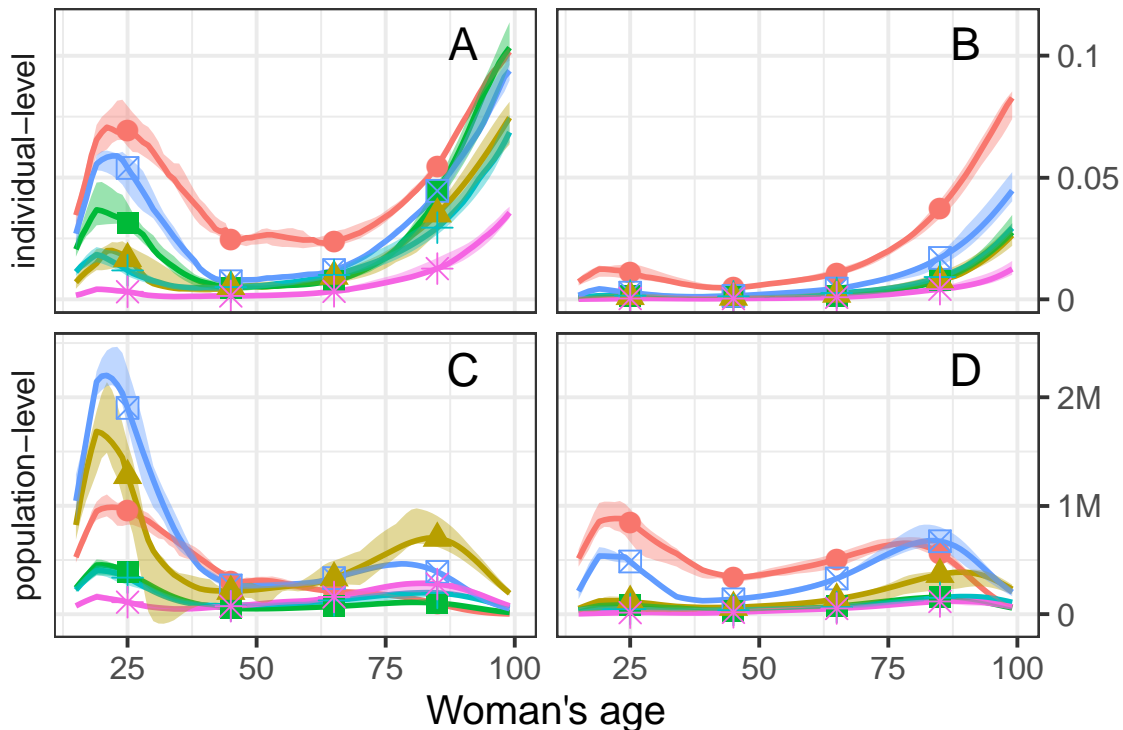 individual−level
A
B
0.1
0.05
0
population−level
C
D
2M
1M
0
25 50 75 100 25 50 75 100
Woman's age